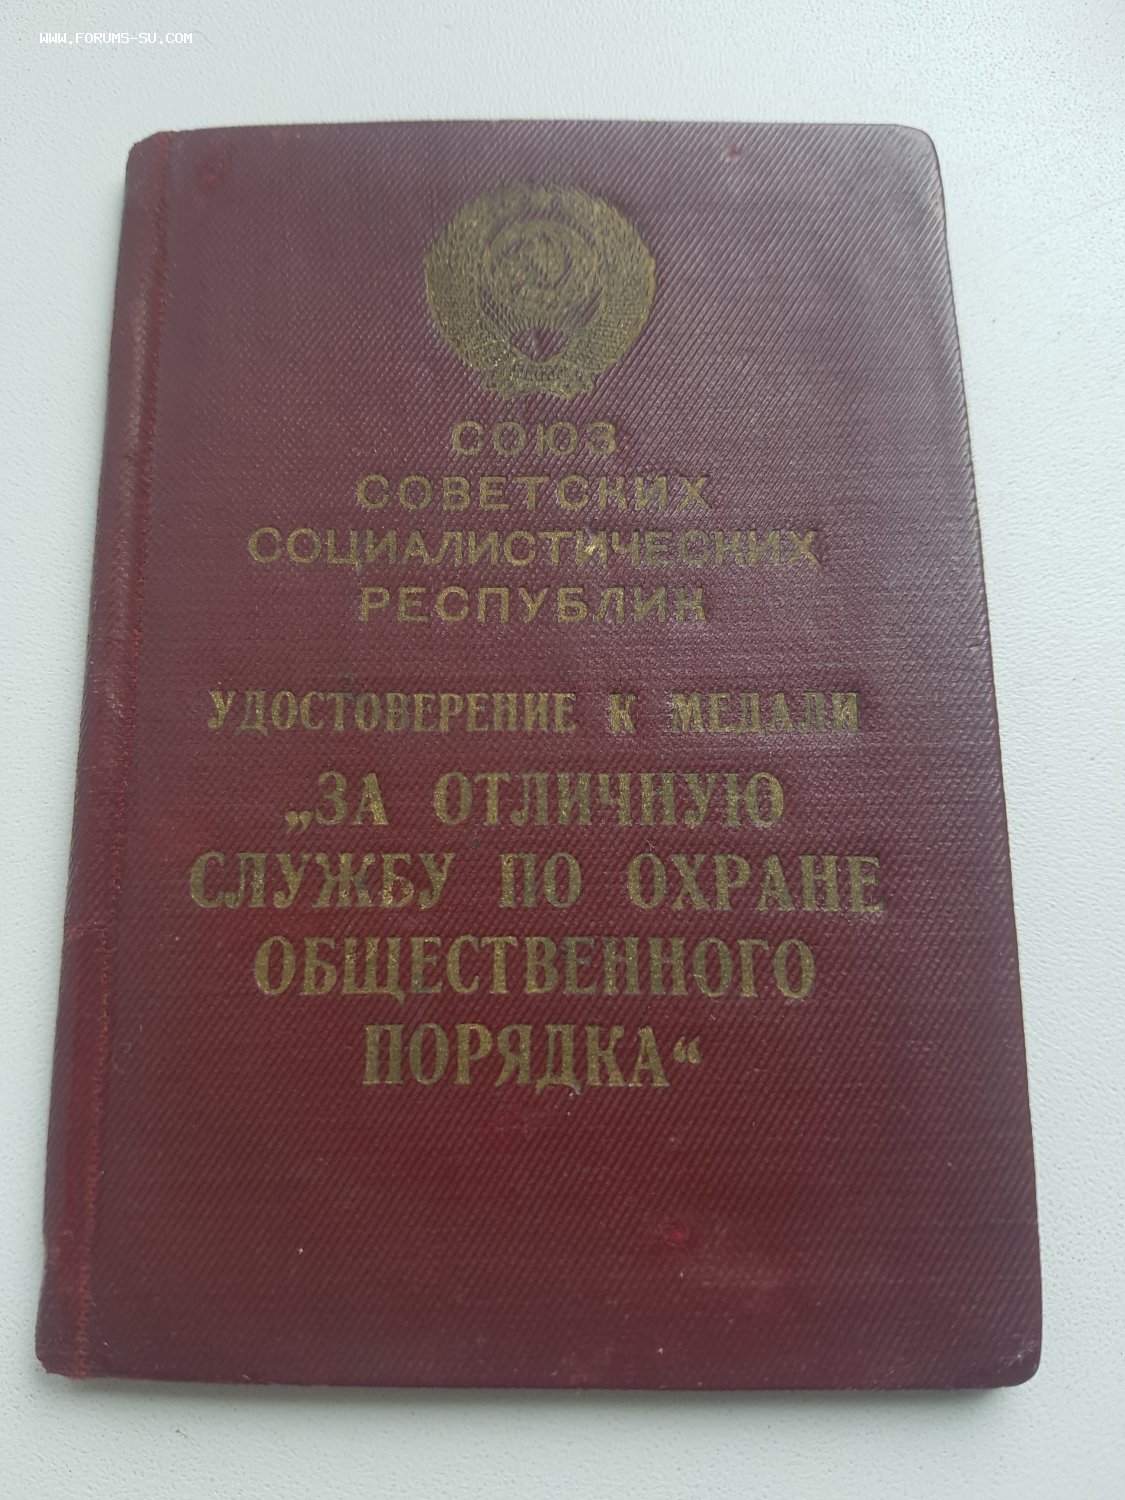 WWW.FORUMS-SU.COM
СОЮЗ
СОВЕТСКИХ
СОЦИАЛИСТИЧЕСКИХ
РЕСПУБЛИК
УДОСТОВЕРЕНИЕ К МЕДАЛИ
„ЗА ОТЛИЧНУЮ
СЛУЖБУ ПО ОХРАНЕ
ОБЩЕСТВЕННОГО
ПОРЯДКА“